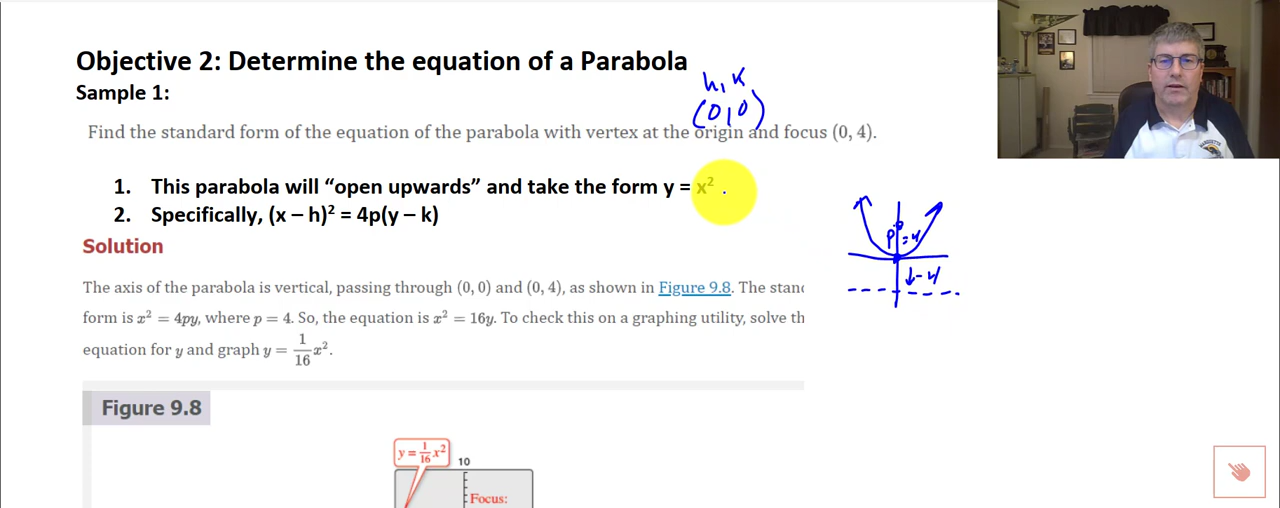 Objective 2: Determine the equation of a Parabola
Sample 1:
h, k
(0, 0)
Find the standard form of the equation of the parabola with vertex at the origin and focus (0, 4).
1. This parabola will “open upwards” and take the form y = x² .
2. Specifically, (x – h)² = 4p(y – k)
p = 4
↓ -4
Solution
The axis of the parabola is vertical, passing through (0, 0) and (0, 4), as shown in Figure 9.8. The stand
form is x² = 4py, where p = 4. So, the equation is x² = 16y. To check this on a graphing utility, solve th
equation for y and graph y = 1/16 x².
Figure 9.8
y = 1/16 x²
10
Focus: